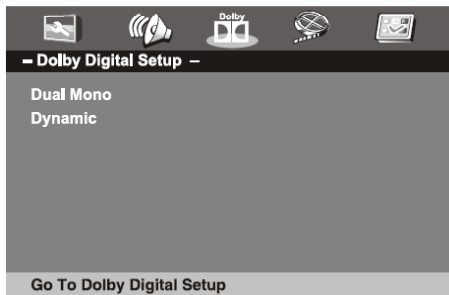 Dolby
– Dolby Digital Setup –
Dual Mono
Dynamic
Go To Dolby Digital Setup